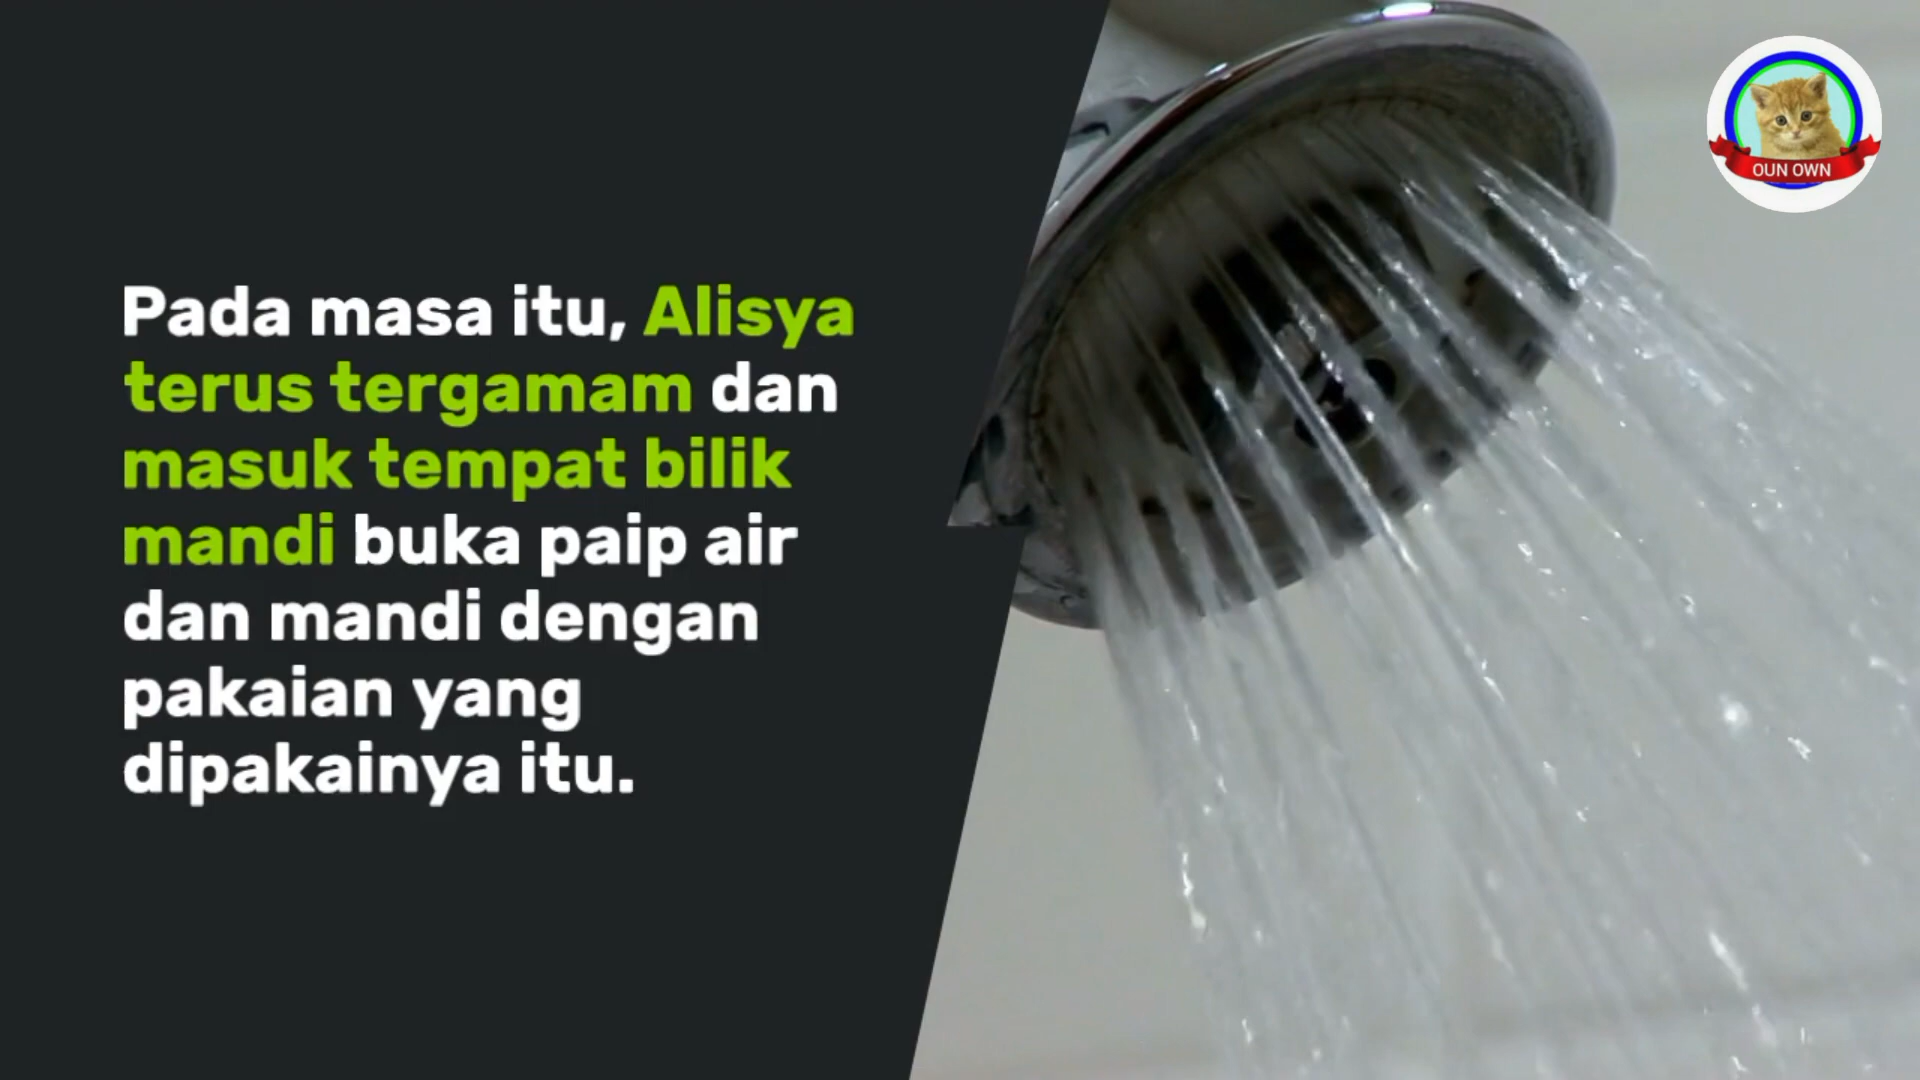 Pada masa itu, Alisya
terus tergamam dan
masuk tempat bilik
mandi buka paip air
dan mandi dengan
pakaian yang
dipakainya itu.
OUN OWN